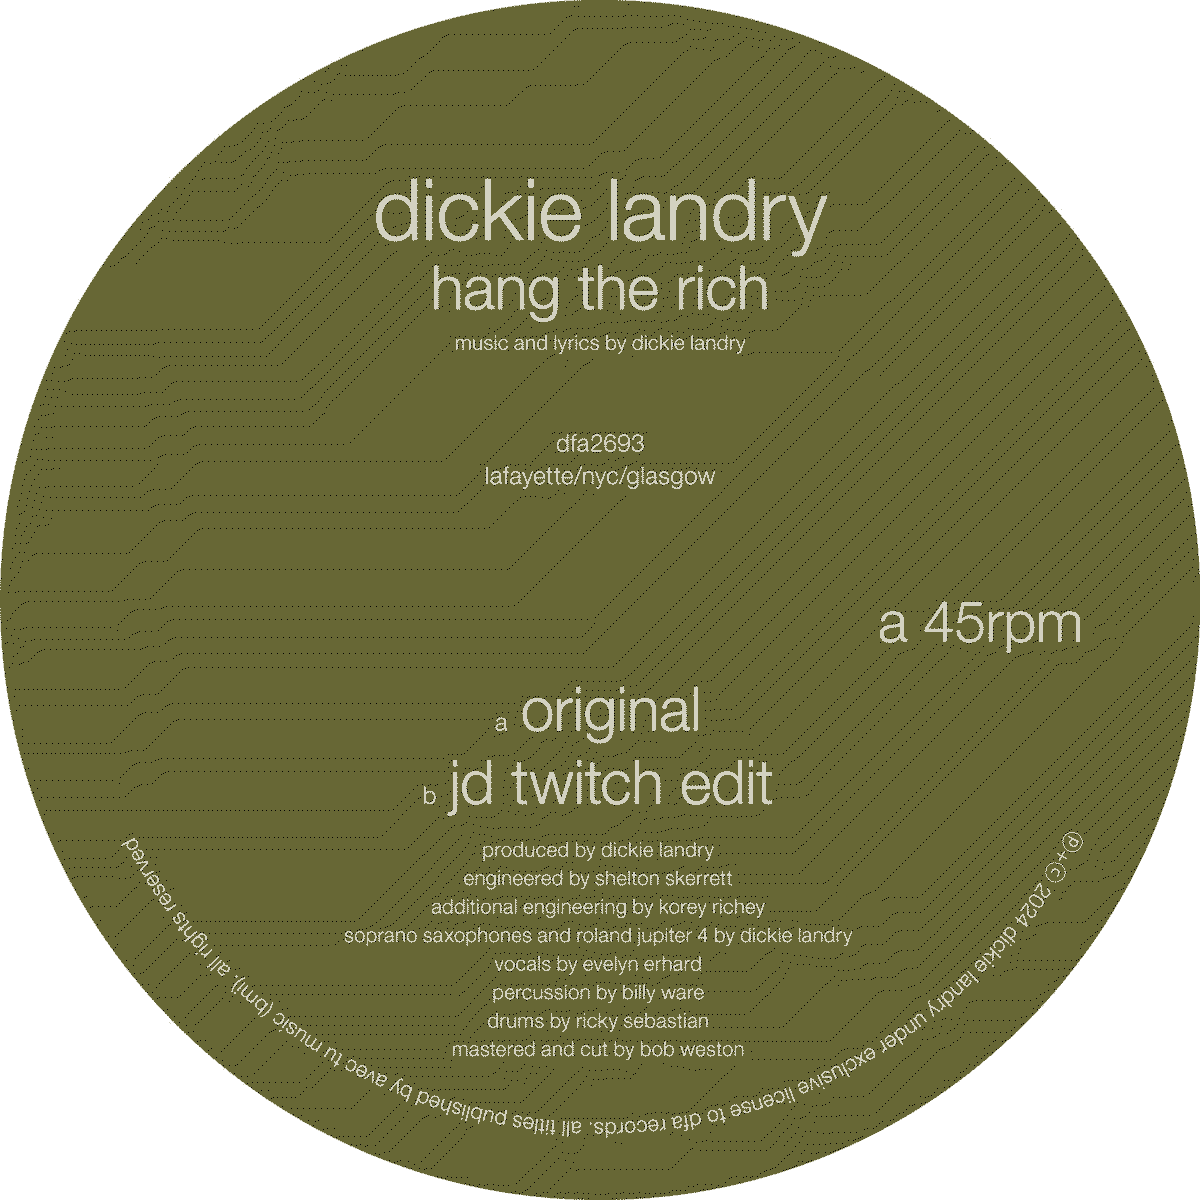 dickie landry
hang the rich
music and lyrics by dickie landry
dfa2693
lafayette/nyc/glasgow
a 45rpm
a original
b jd twitch edit
produced by dickie landry
engineered by shelton skerrett
additional engineering by korey richey
soprano saxophones and roland jupiter 4 by dickie landry
vocals by evelyn erhard
percussion by billy ware
drums by ricky sebastian
mastered and cut by bob weston
℗+© 2024 dickie landry under exclusive license to dfa records. all titles published by avec tu music (bmi). all rights reserved